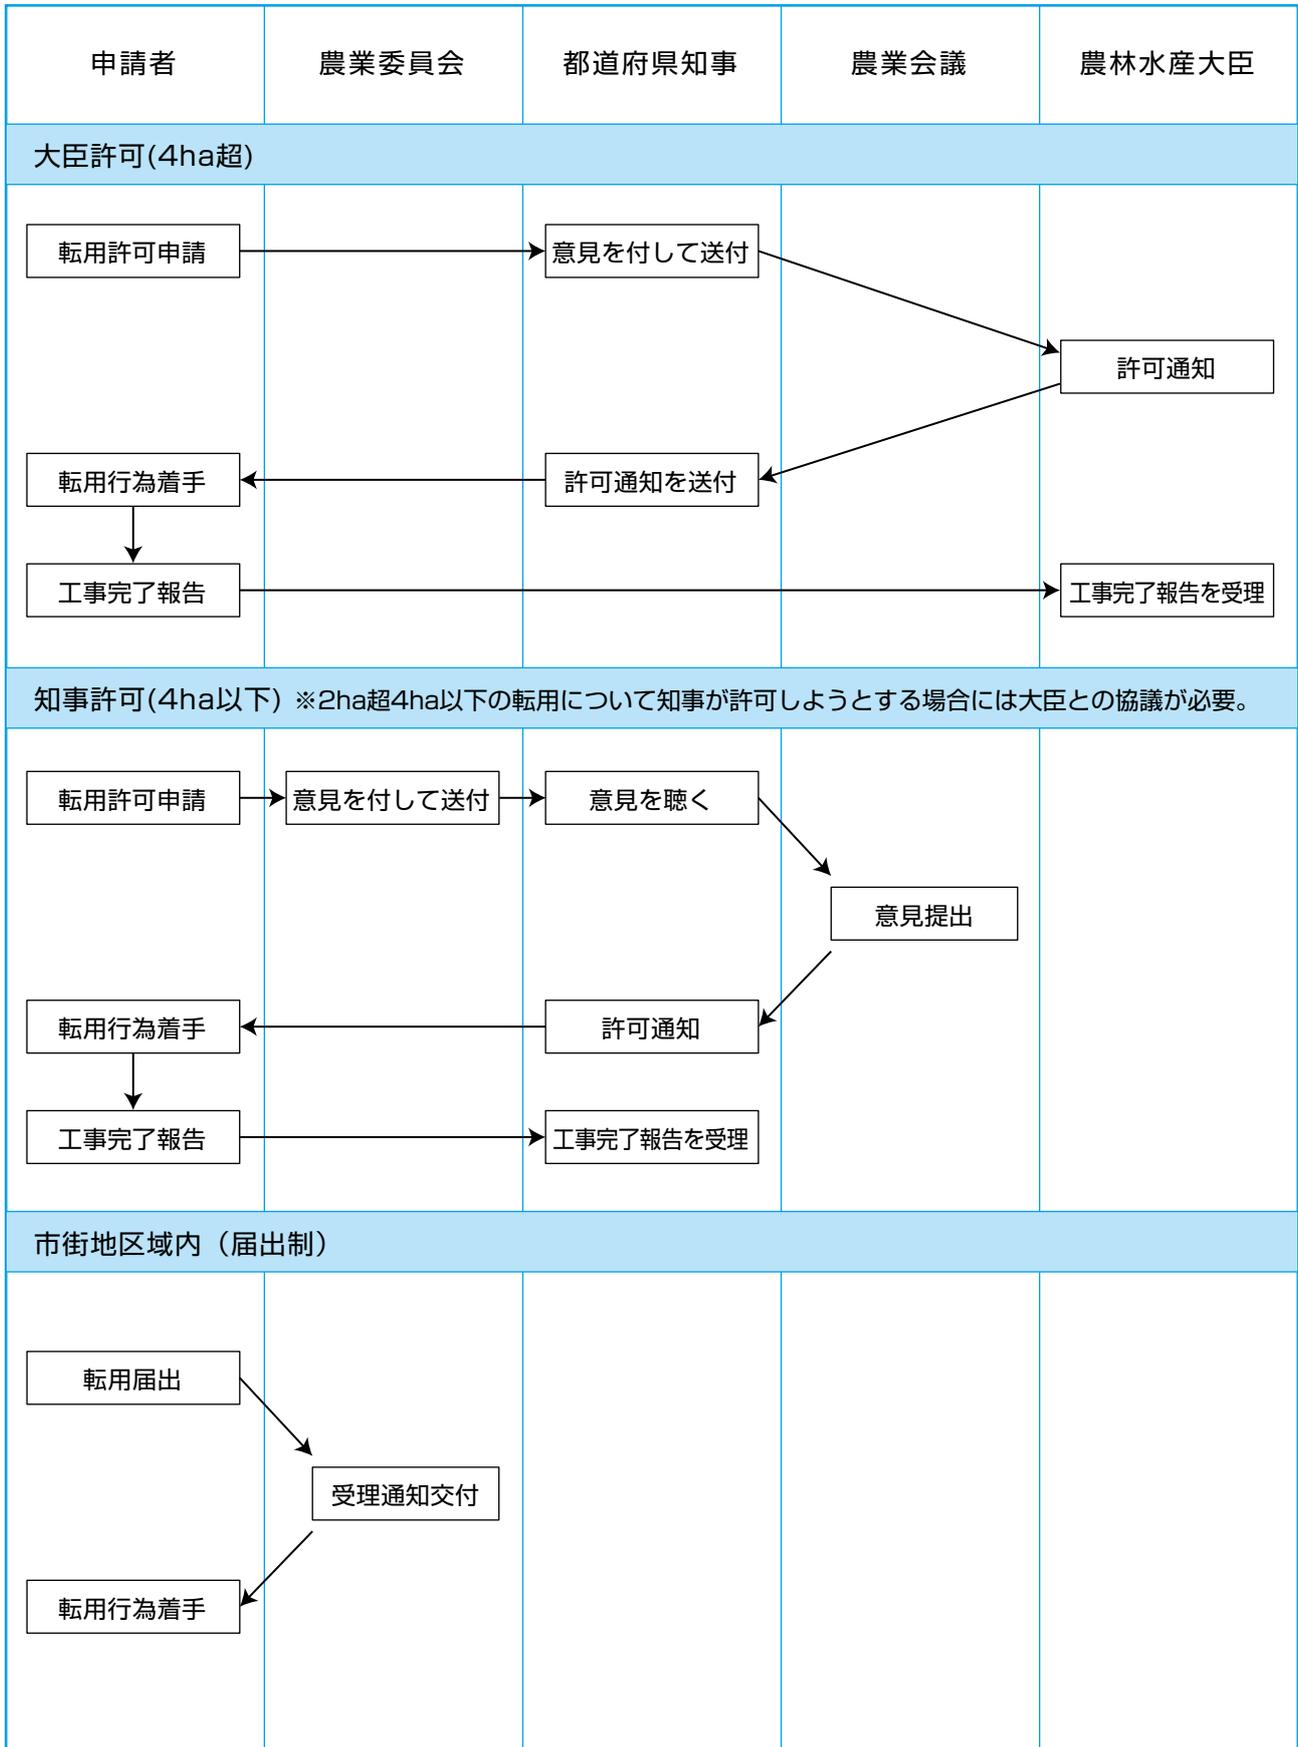 申請者
農業委員会
都道府県知事
農業会議
農林水産大臣
大臣許可(4ha超)
転用許可申請
意見を付して送付
許可通知
転用行為着手
許可通知を送付
工事完了報告
工事完了報告を受理
知事許可(4ha以下) ※2ha超4ha以下の転用について知事が許可しようとする場合には大臣との協議が必要。
転用許可申請
意見を付して送付
意見を聴く
意見提出
転用行為着手
許可通知
工事完了報告
工事完了報告を受理
市街地区域内（届出制）
転用届出
受理通知交付
転用行為着手